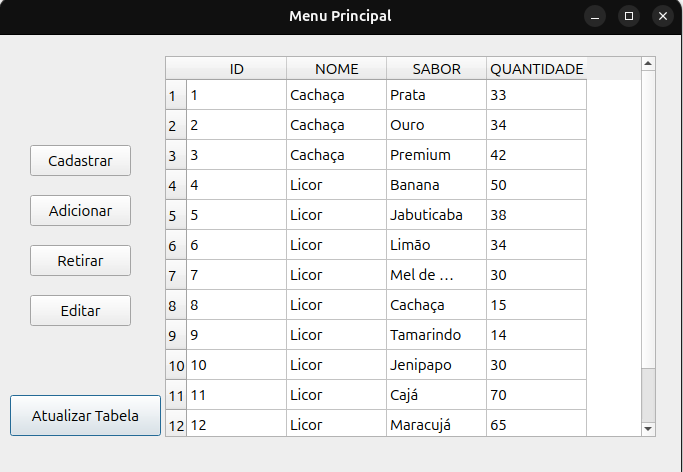 Menu Principal
ID NOME SABOR QUANTIDADE
1 1 Cachaça Prata 33
2 2 Cachaça Ouro 34
3 3 Cachaça Premium 42
4 4 Licor Banana 50
5 5 Licor Jabuticaba 38
6 6 Licor Limão 34
7 7 Licor Mel de ...
30
8 8 Licor Cachaça 15
9 9 Licor Tamarindo 14
10 10 Licor Jenipapo 30
11 11 Licor Cajá 70
12 12 Licor Maracujá 65
Cadastrar
Adicionar
Retirar
Editar
Atualizar Tabela